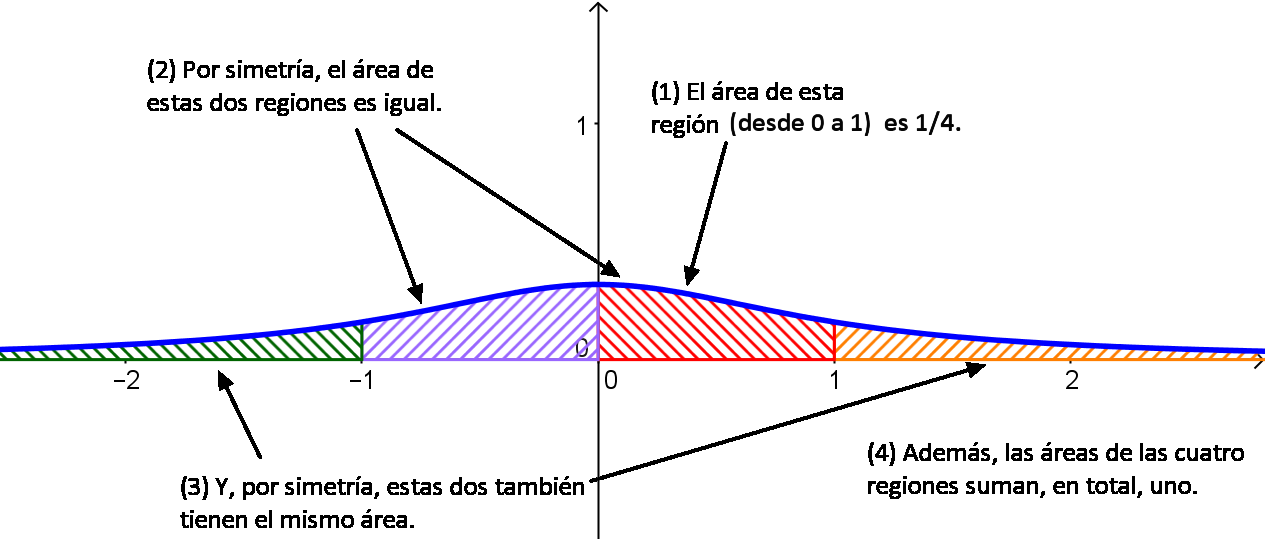 (2) Por simetría, el área de
estas dos regiones es igual.
(1) El área de esta
región (desde 0 a 1) es 1/4.
1
0
−2
−1
0
1
2
(3) Y, por simetría, estas dos también
tienen el mismo área.
(4) Además, las áreas de las cuatro
regiones suman, en total, uno.